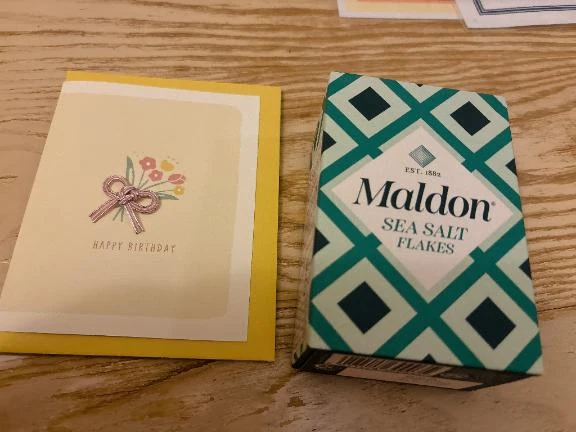 HAPPY BIRTHDAY
EST. 1882
Maldon®
SEA SALT
FLAKES